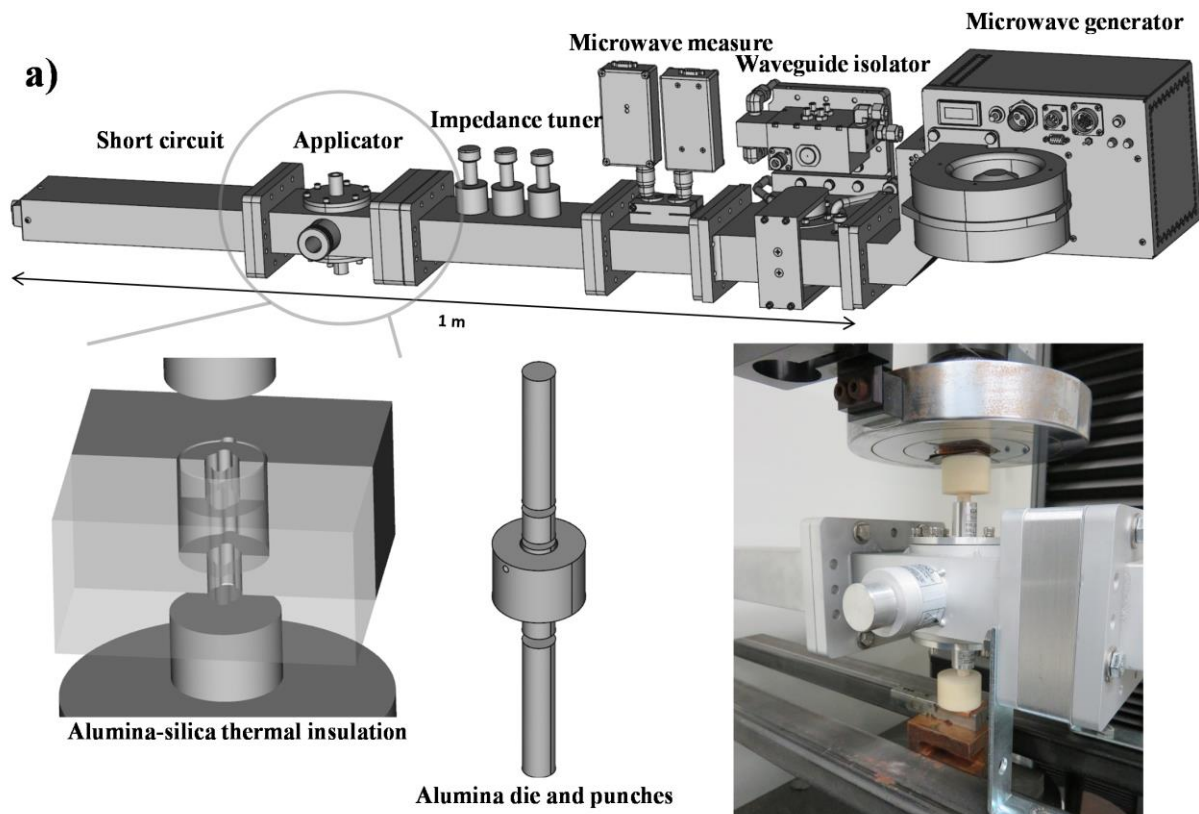 Microwave generator
Microwave measure
Waveguide isolator
a)
Impedance tuner
Short circuit
Applicator
1 m
Alumina-silica thermal insulation
Alumina die and punches